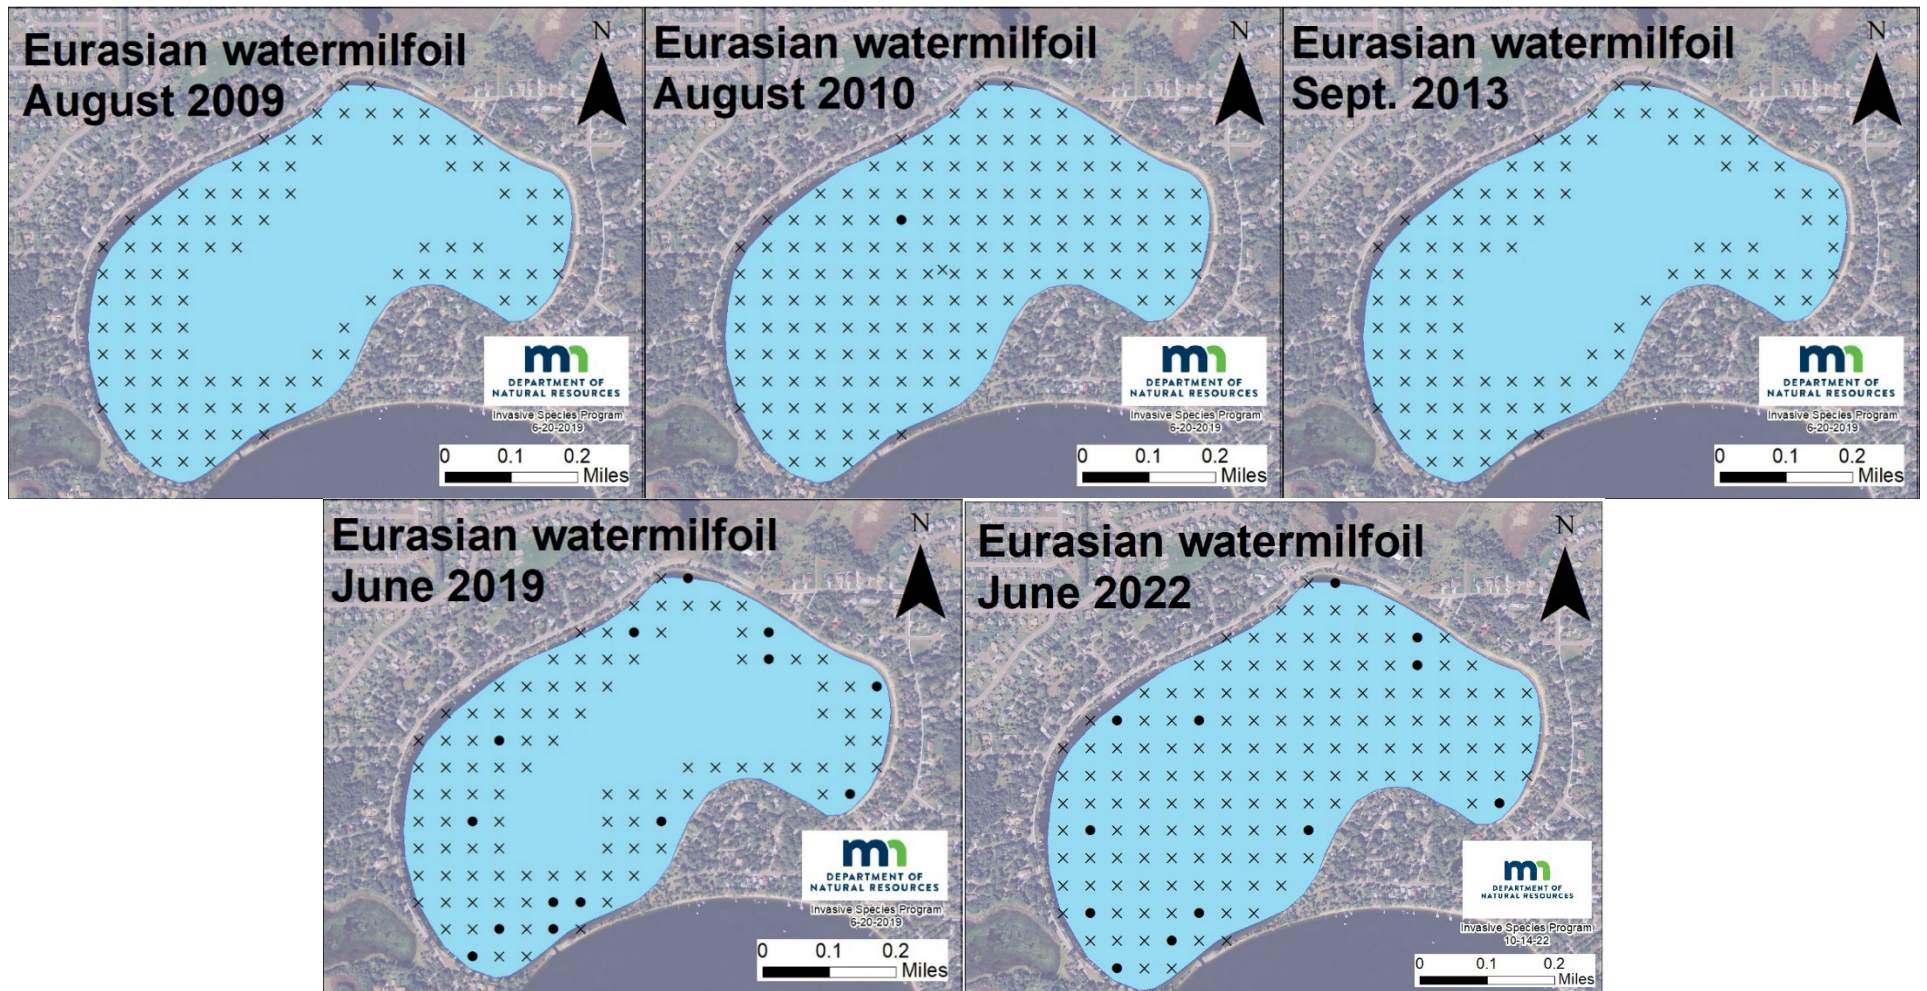 Eurasian watermilfoil
August 2009
N
mn
DEPARTMENT OF
NATURAL RESOURCES
Invasive Species Program
6-20-2019
0 0.1 0.2
Miles
Eurasian watermilfoil
August 2010
N
mn
DEPARTMENT OF
NATURAL RESOURCES
Invasive Species Program
6-20-2019
0 0.1 0.2
Miles
Eurasian watermilfoil
Sept. 2013
N
mn
DEPARTMENT OF
NATURAL RESOURCES
Invasive Species Program
6-20-2019
0 0.1 0.2
Miles
Eurasian watermilfoil
June 2019
N
mn
DEPARTMENT OF
NATURAL RESOURCES
Invasive Species Program
6-20-2019
0 0.1 0.2
Miles
Eurasian watermilfoil
June 2022
N
mn
DEPARTMENT OF
NATURAL RESOURCES
Invasive Species Program
10-14-22
0 0.1 0.2
Miles